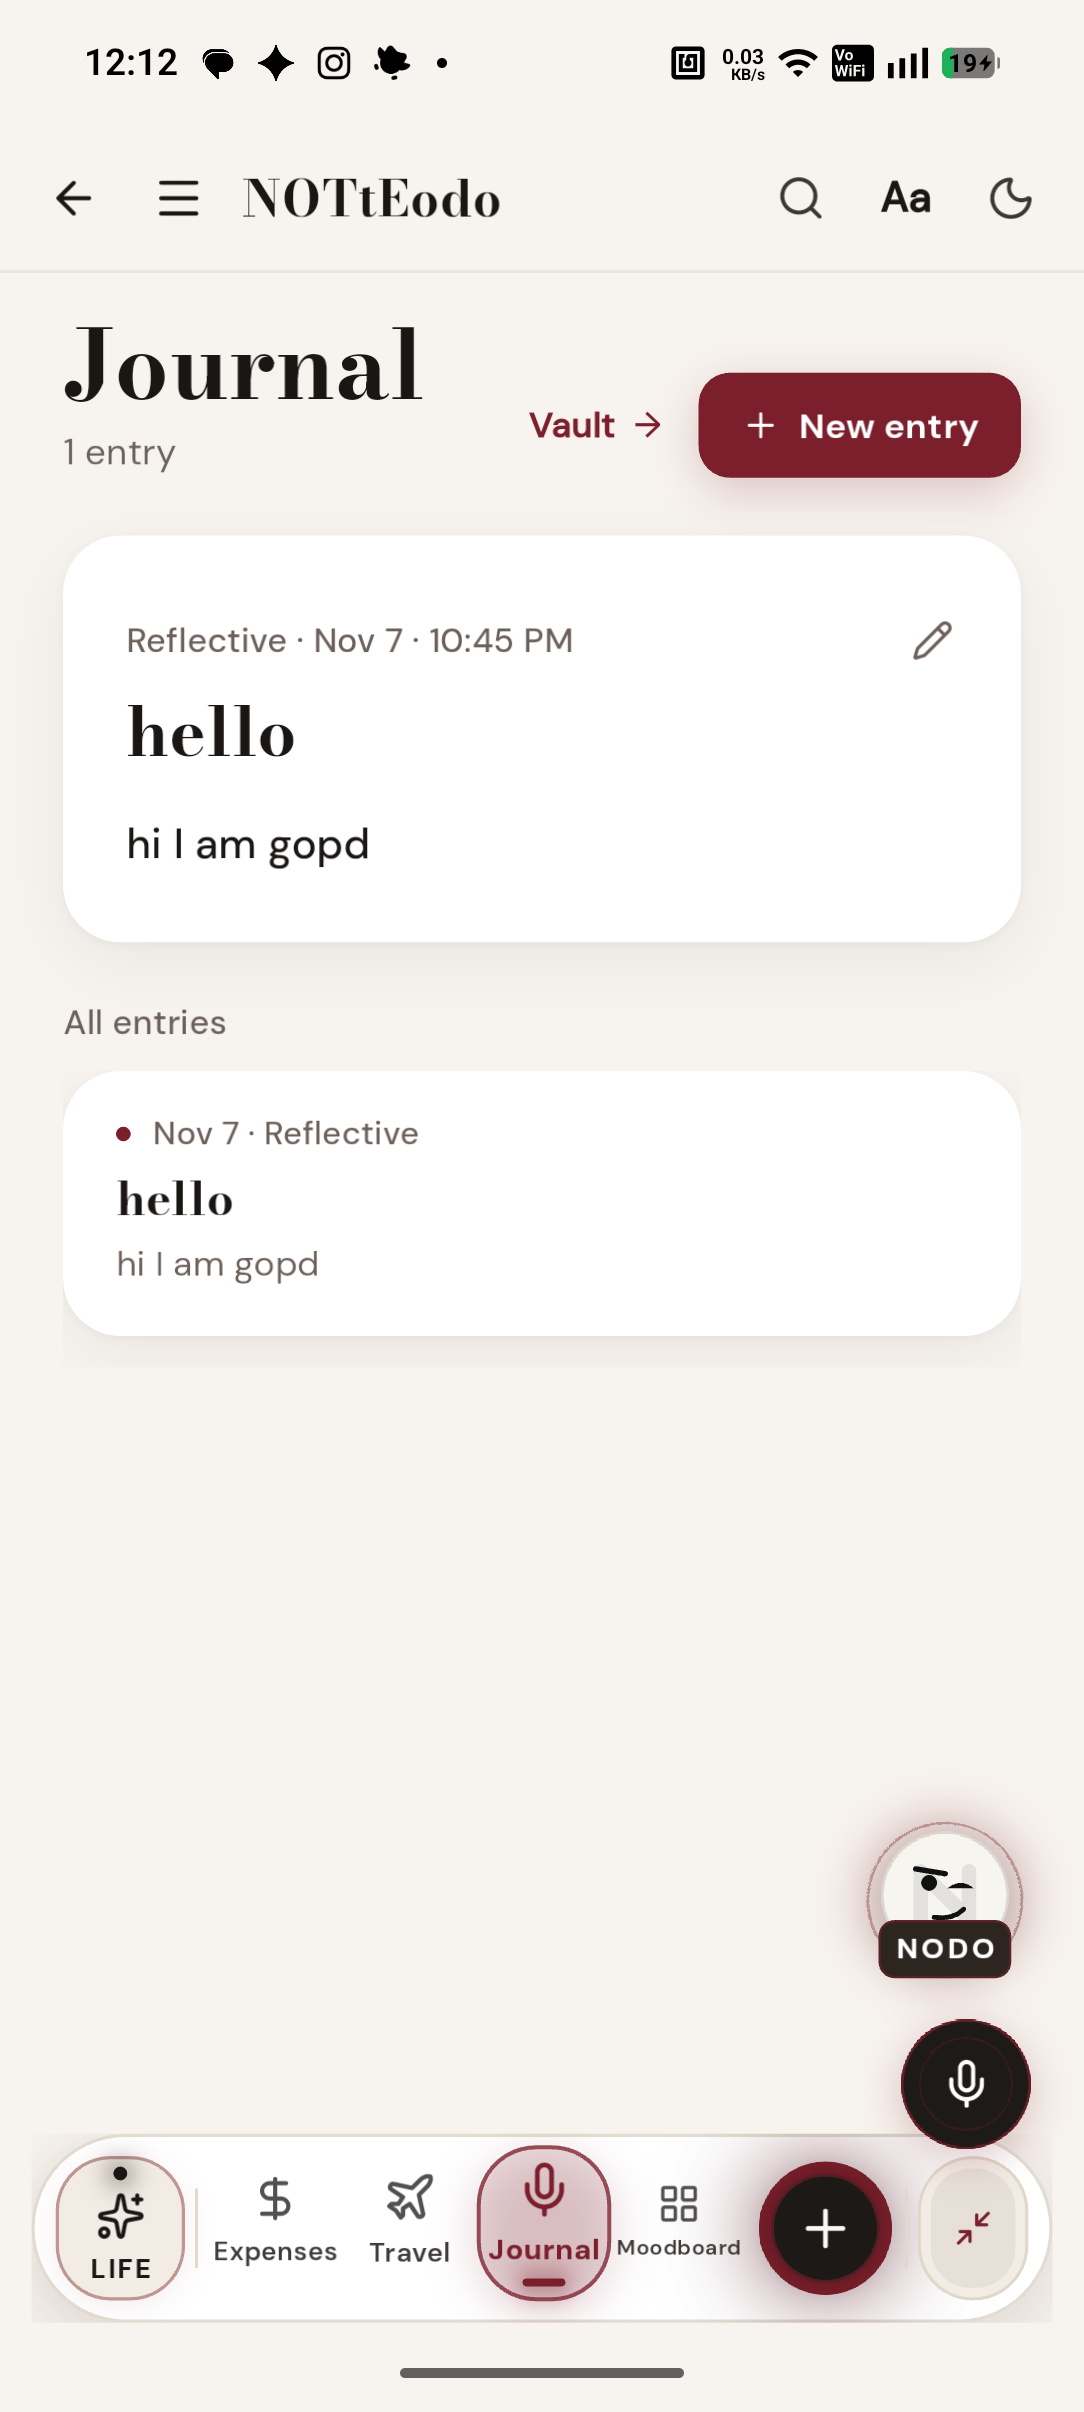 12:12
0.03
KB/s
Vo
WiFi
19
NOTtEodo
Aa
Journal
1 entry
Vault →
+ New entry
Reflective · Nov 7 · 10:45 PM
hello
hi I am gopd
All entries
Nov 7 · Reflective
hello
hi I am gopd
NODO
LIFE
Expenses
Travel
Journal
Moodboard